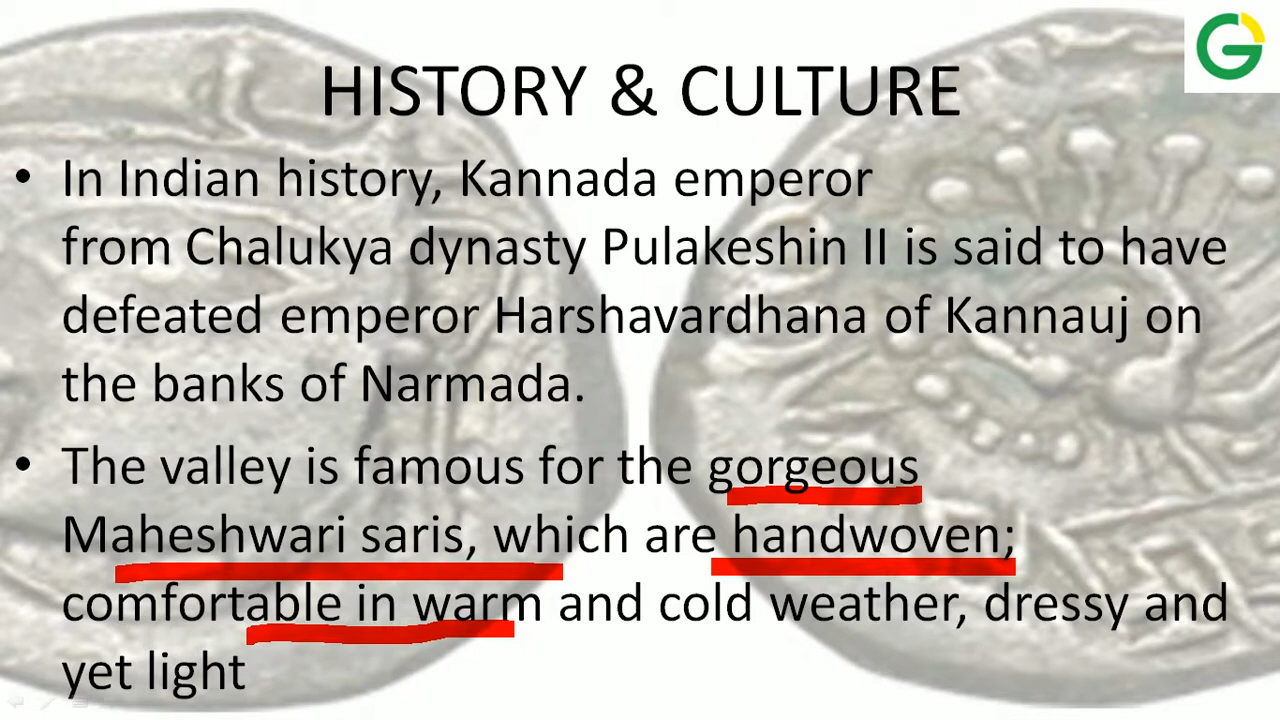 HISTORY & CULTURE
• In Indian history, Kannada emperor
from Chalukya dynasty Pulakeshin II is said to have
defeated emperor Harshavardhana of Kannauj on
the banks of Narmada.
• The valley is famous for the gorgeous
Maheshwari saris, which are handwoven;
comfortable in warm and cold weather, dressy and
yet light